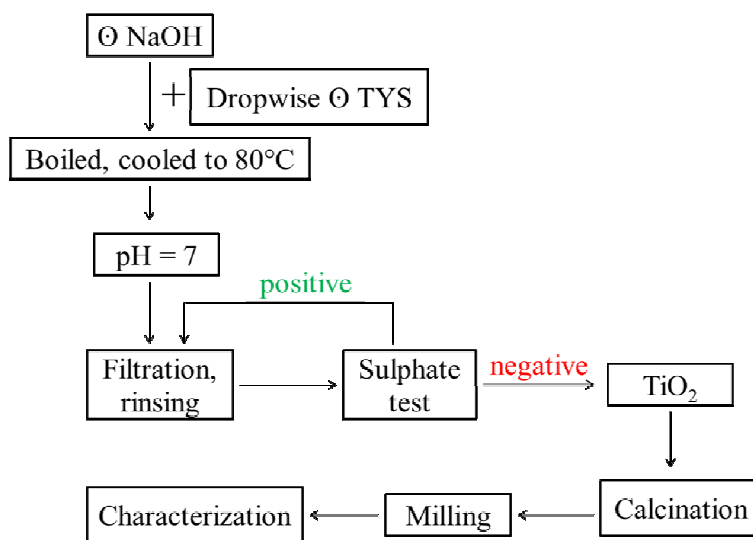 ʘ NaOH
+
Dropwise ʘ TYS
Boiled, cooled to 80°C
pH = 7
positive
Filtration,
rinsing
Sulphate
test
negative
TiO₂
Calcination
Milling
Characterization